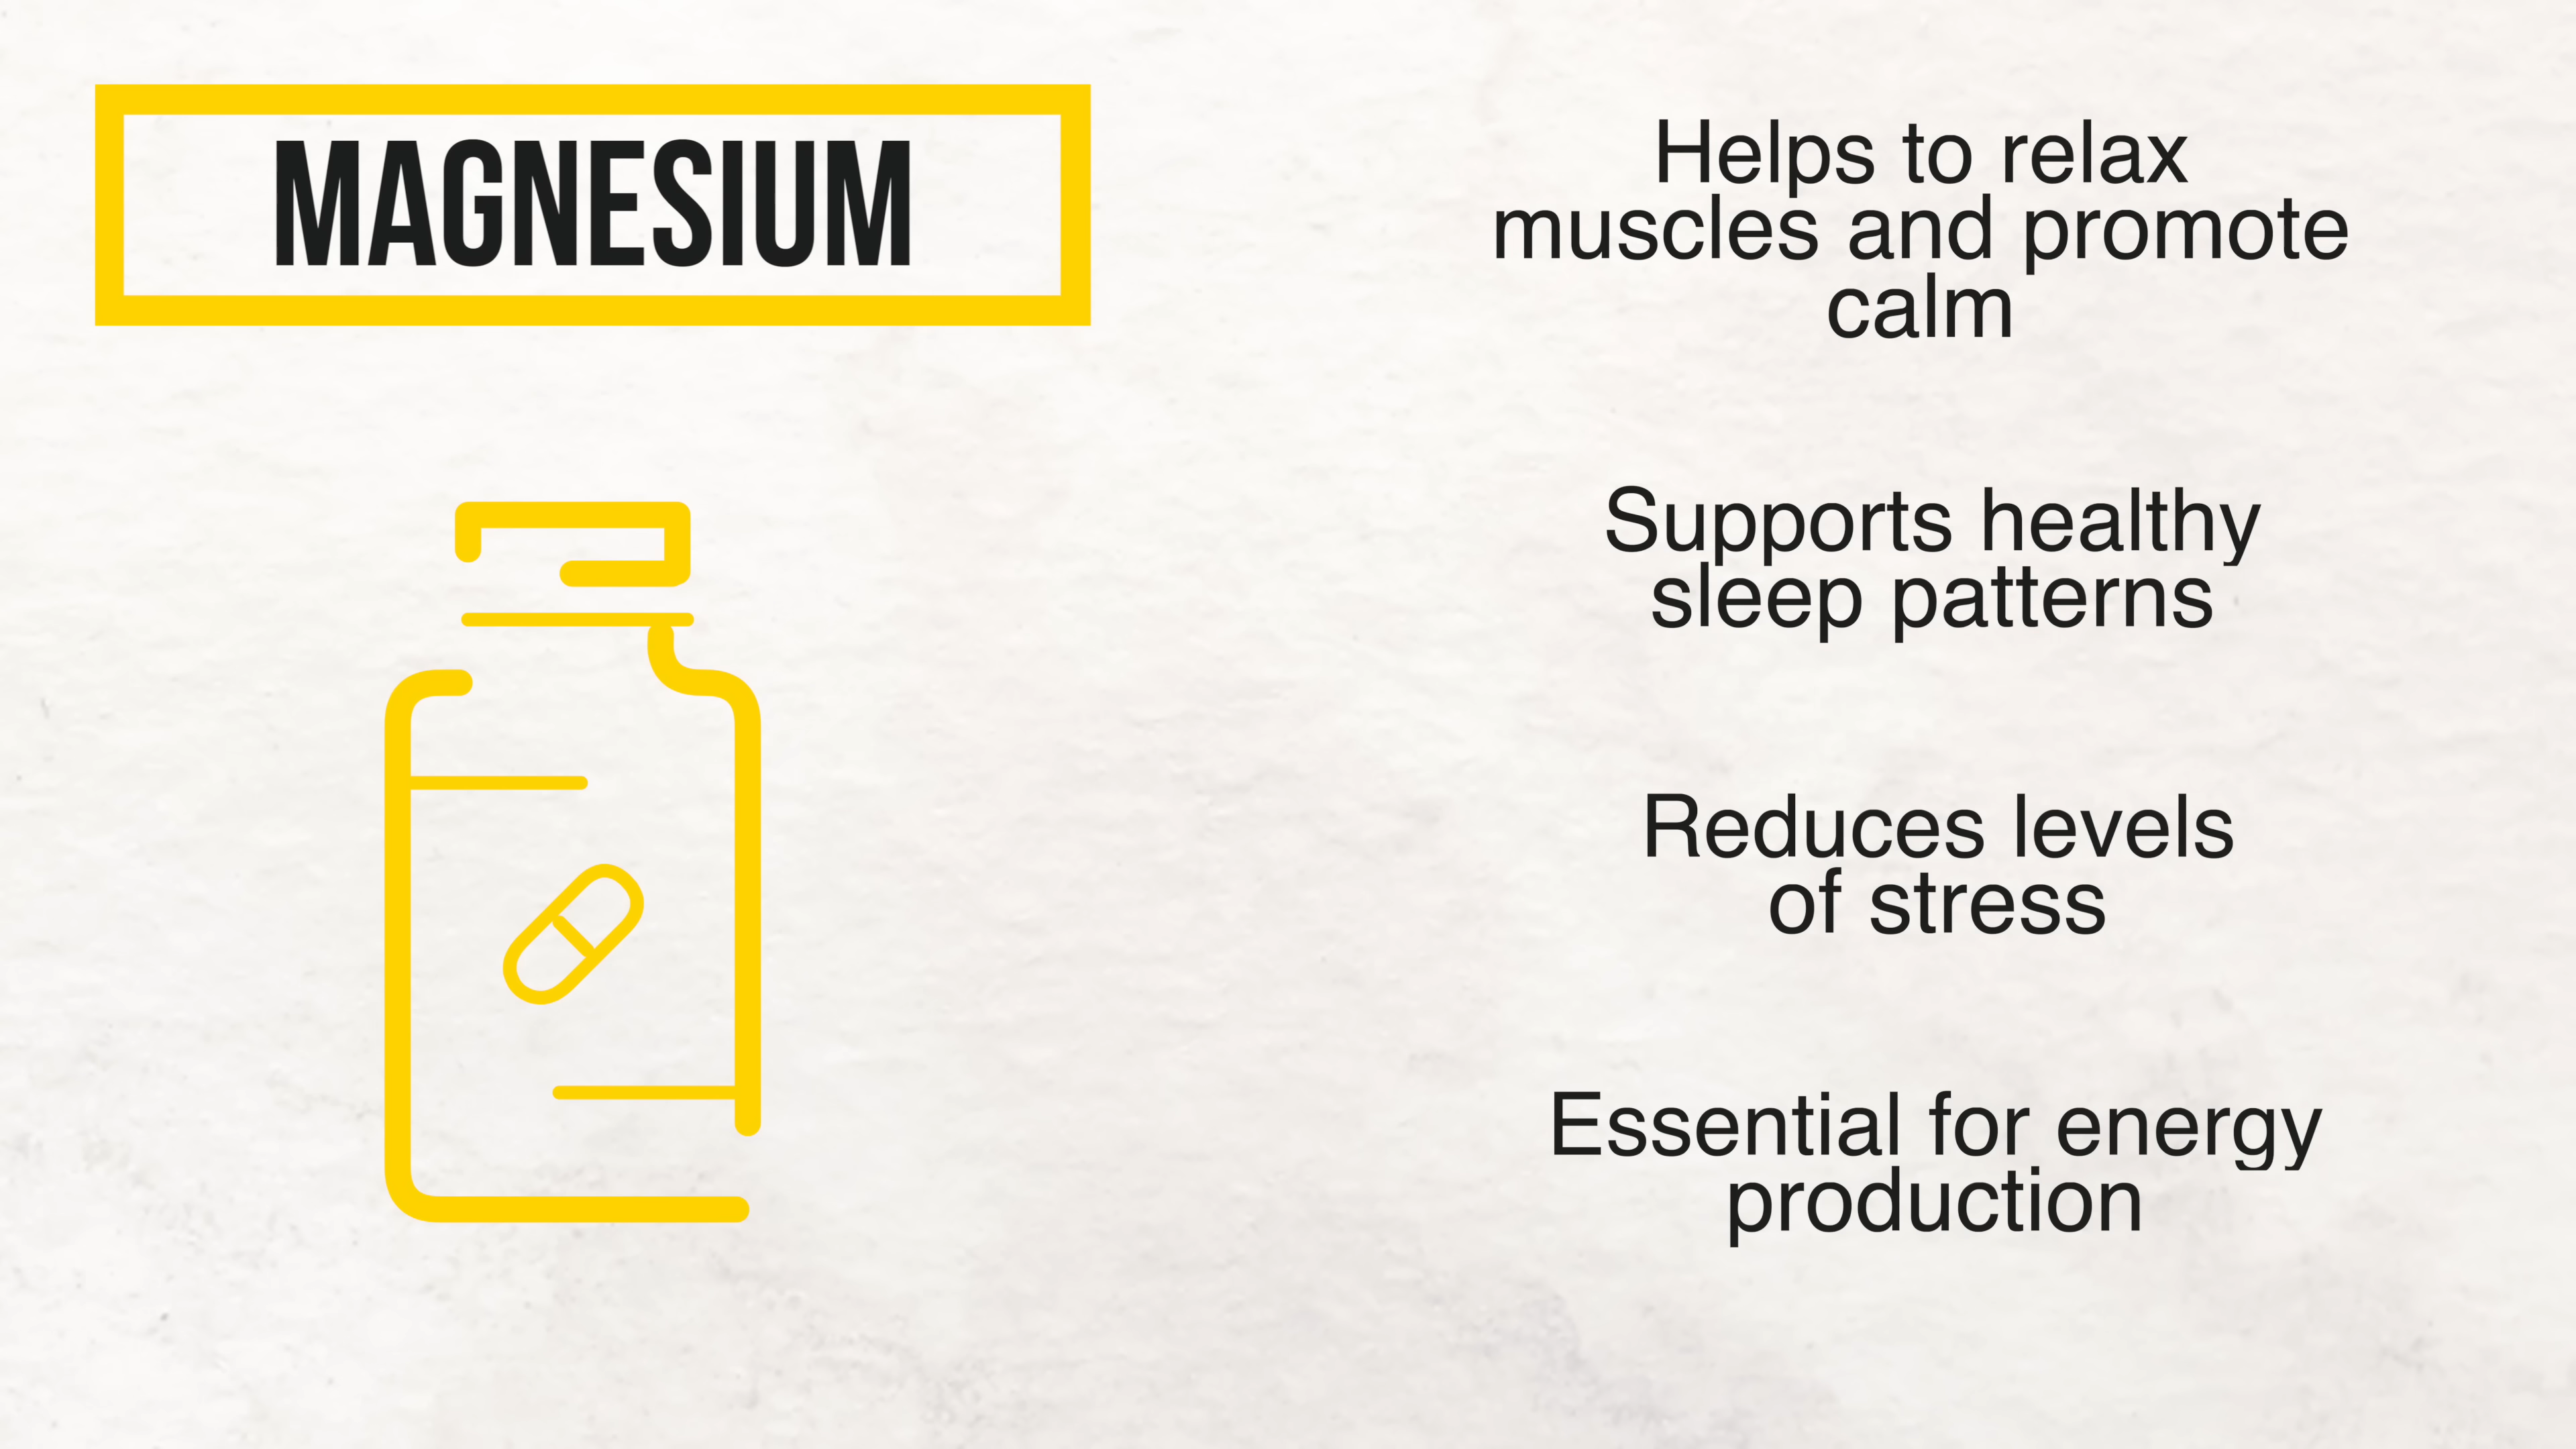 MAGNESIUM
Helps to relax
muscles and promote
calm
Supports healthy
sleep patterns
Reduces levels
of stress
Essential for energy
production